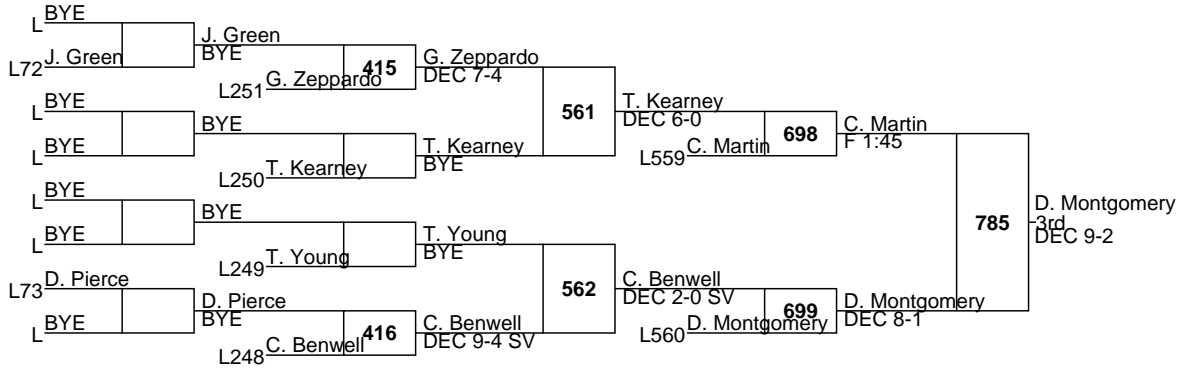 L BYE
L72 J. Green
J. Green
BYE
L251 G. Zeppardo
415
G. Zeppardo
DEC 7-4
L BYE
L BYE
BYE
L250 T. Kearney
T. Kearney
BYE
561
T. Kearney
DEC 6-0
L559 C. Martin
698
C. Martin
F 1:45
L BYE
L BYE
BYE
L249 T. Young
T. Young
BYE
L73 D. Pierce
L BYE
D. Pierce
BYE
L248 C. Benwell
416
C. Benwell
DEC 9-4 SV
562
C. Benwell
DEC 2-0 SV
L560 D. Montgomery
699
D. Montgomery
DEC 8-1
785
D. Montgomery
3rd
DEC 9-2